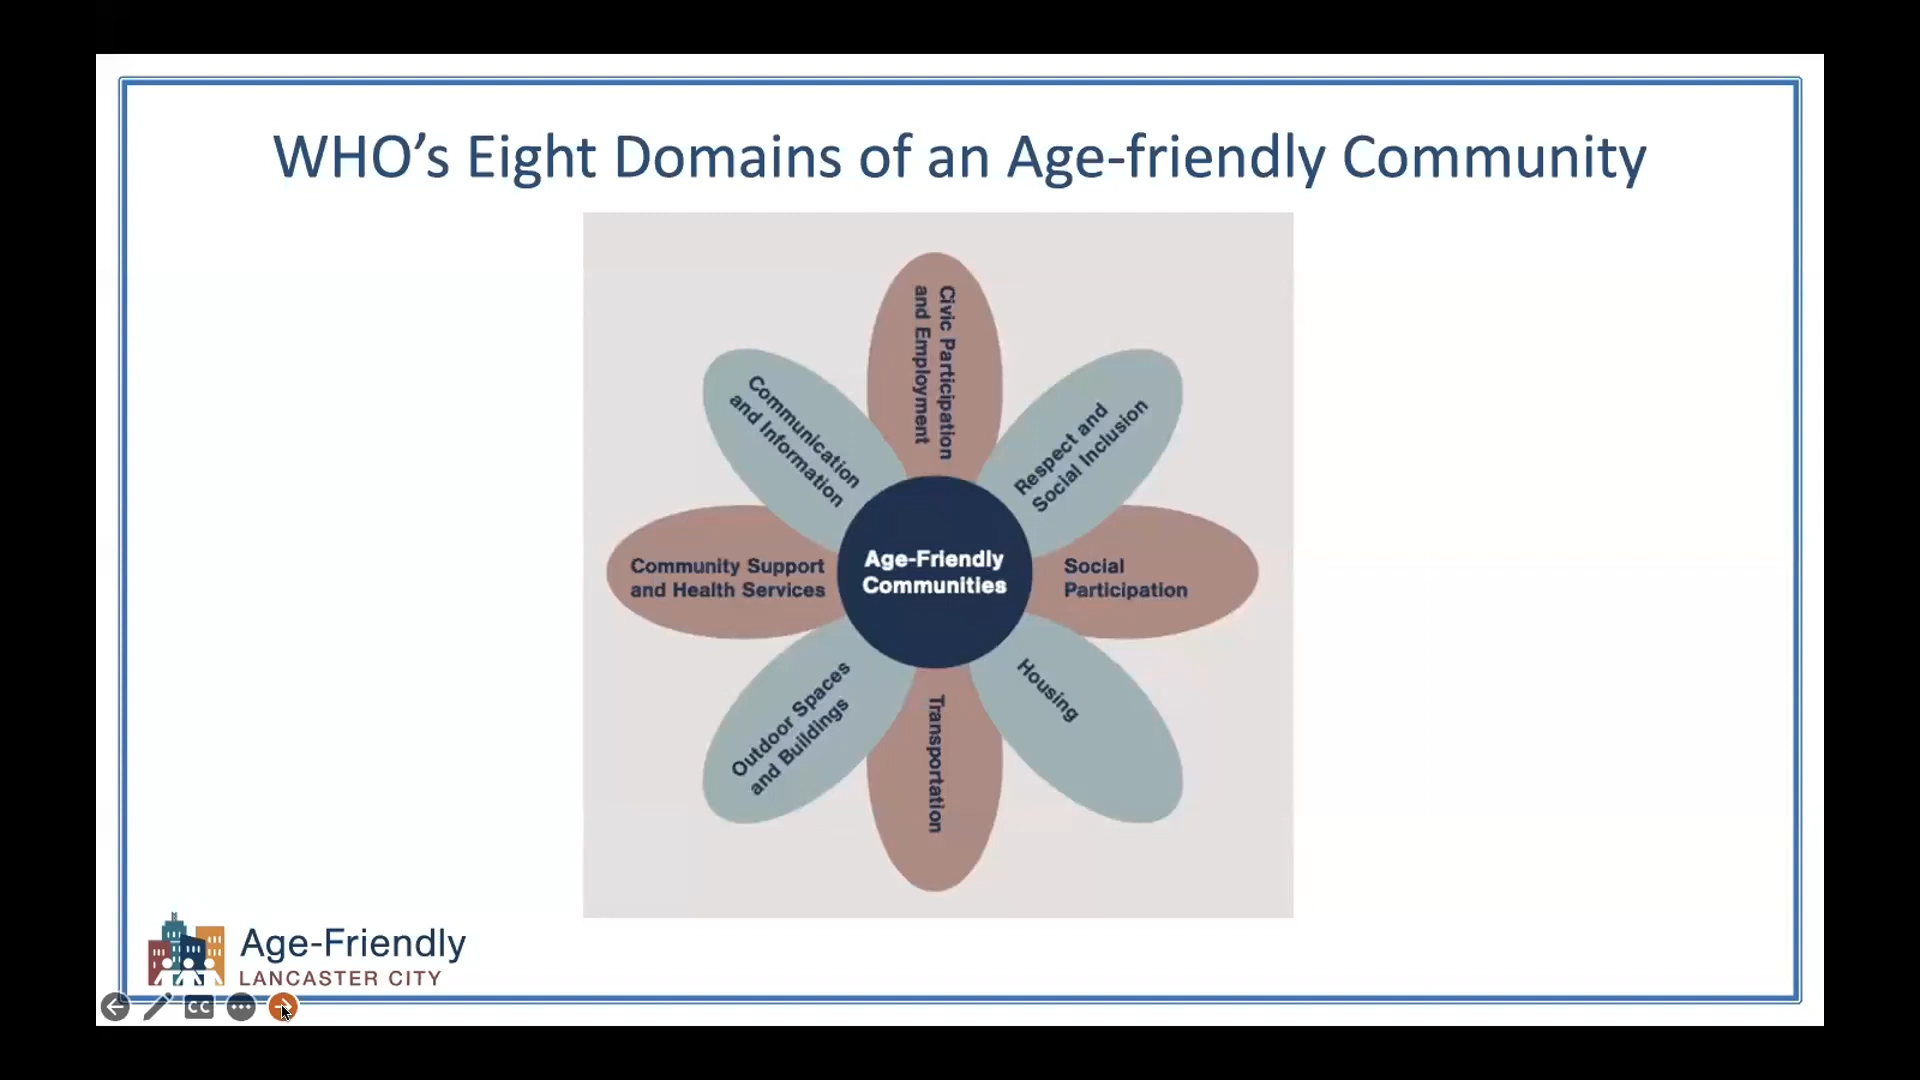 WHO's Eight Domains of an Age-friendly Community
Civic Participation
and Employment
Respect and
Social Inclusion
Social
Participation
Housing
Transportation
Outdoor Spaces
and Buildings
Community Support
and Health Services
Communication
and Information
Age-Friendly
Communities
Age-Friendly
LANCASTER CITY
CC